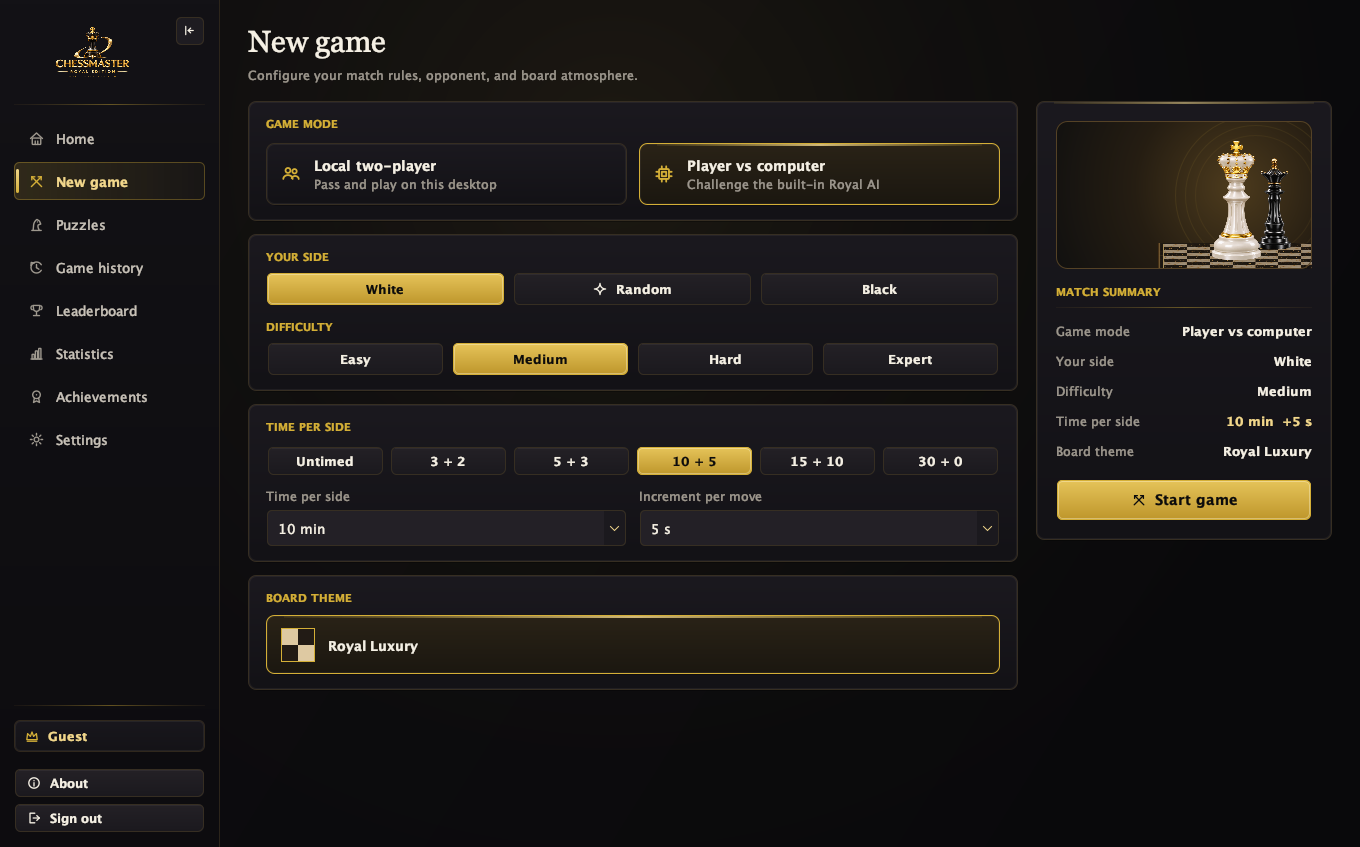 CHESSMASTER
ROYAL EDITION
Home
New game
Puzzles
Game history
Leaderboard
Statistics
Achievements
Settings
Guest
About
Sign out
New game
Configure your match rules, opponent, and board atmosphere.
GAME MODE
Local two-player
Pass and play on this desktop
Player vs computer
Challenge the built-in Royal AI
YOUR SIDE
White
Random
Black
DIFFICULTY
Easy
Medium
Hard
Expert
TIME PER SIDE
Untimed
3 + 2
5 + 3
10 + 5
15 + 10
30 + 0
Time per side
Increment per move
10 min
5 s
BOARD THEME
Royal Luxury
MATCH SUMMARY
Game mode Player vs computer
Your side White
Difficulty Medium
Time per side 10 min +5 s
Board theme Royal Luxury
Start game